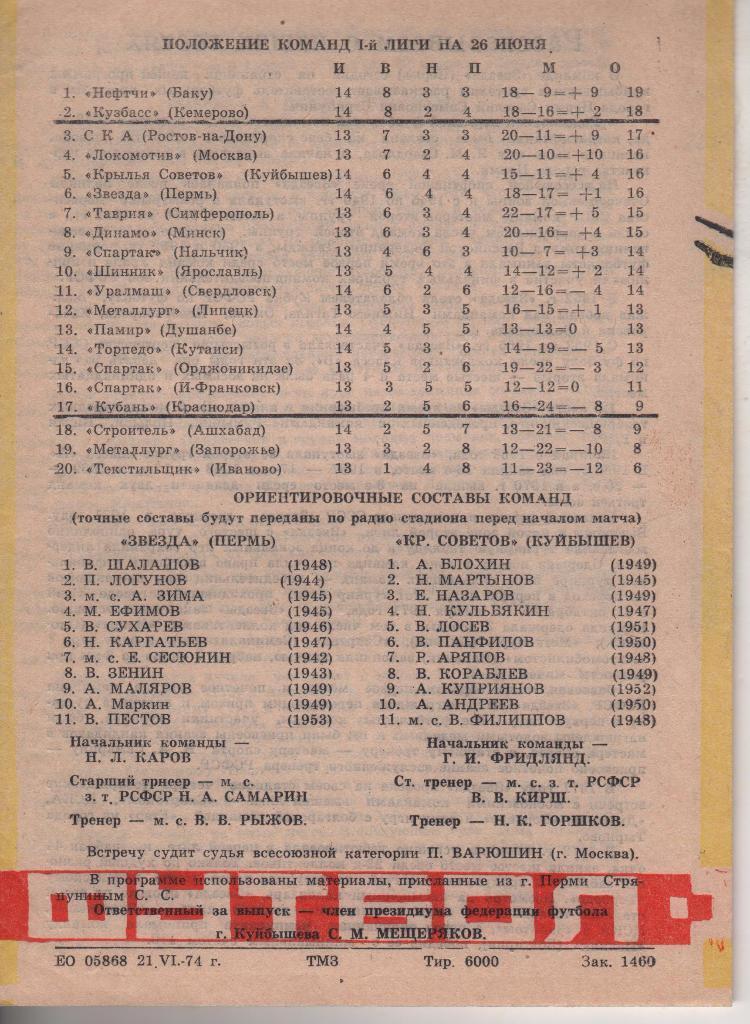 ПОЛОЖЕНИЕ КОМАНД I-й ЛИГИ НА 26 ИЮНЯ
И В Н П М О
1. «Нефтчи» (Баку) 14 8 3 3 18— 9=+ 9 19
2. «Кузбасс» (Кемерово) 14 8 2 4 18—16=+ 2 18
3. С К А (Ростов-на-Дону) 13 7 3 3 20—11=+ 9 17
4. «Локомотив» (Москва) 13 7 2 4 20—10=+10 16
5. «Крылья Советов» (Куйбышев) 14 6 4 4 15—11=+ 4 16
6. «Звезда» (Пермь) 14 6 4 4 18—17= +1 16
7. «Таврия» (Симферополь) 13 6 3 4 22—17=+ 5 15
8. «Динамо» (Минск) 13 6 3 4 20—16= +4 15
9. «Спартак» (Нальчик) 13 4 6 3 10— 7= +3 14
10. «Шинник» (Ярославль) 13 5 4 4 14—12=+ 2 14
11. «Уралмаш» (Свердловск) 14 6 2 6 12—16=— 4 14
12. «Металлург» (Липецк) 13 5 3 5 16—15=+ 1 13
13. «Памир» (Душанбе) 14 4 5 5 13—13=0 13
14. «Торпедо» (Кутаиси) 14 5 3 6 14—19=— 5 13
15. «Спартак» (Орджоникидзе) 13 5 2 6 19—22=— 3 12
16. «Спартак» (И-Франковск) 13 3 5 5 12—12=0 11
17. «Кубань» (Краснодар) 13 2 5 6 16—24=— 8 9
18. «Строитель» (Ашхабад) 14 2 5 7 13—21=— 8 9
19. «Металлург» (Запорожье) 13 3 2 8 12—22=—10 8
20. «Текстильщик» (Иваново) 13 1 4 8 11—23=—12 6
ОРИЕНТИРОВОЧНЫЕ СОСТАВЫ КОМАНД
(точные составы будут переданы по радио стадиона перед началом матча)
«ЗВЕЗДА» (ПЕРМЬ) «КР. СОВЕТОВ» (КУЙБЫШЕВ)
1. В. ШАЛАШОВ (1948) 1. А. БЛОХИН (1949)
2. П. ЛОГУНОВ (1944) 2. Н. МАРТЫНОВ (1945)
3. м. с. А. ЗИМА (1945) 3. Е. НАЗАРОВ (1949)
4. М. ЕФИМОВ (1945) 4. Н. КУЛЬБЯКИН (1947)
5. В. СУХАРЕВ (1946) 5. В. ЛОСЕВ (1951)
6. Н. КАРГАТЬЕВ (1947) 6. В. ПАНФИЛОВ (1950)
7. м. с. Е. СЕСЮНИН (1942) 7. Р. АРЯПОВ (1948)
8. В. ЗЕНИН (1943) 8. В. КОРАБЛЕВ (1949)
9. А. МАЛЯРОВ (1949) 9. А. КУПРИЯНОВ (1952)
10. А. Маркин (1949) 10. А. АНДРЕЕВ (1950)
11. В. ПЕСТОВ (1953) 11. м. с. В. ФИЛИППОВ (1948)
Начальник команды — Начальник команды —
Н. Л. КАРОВ Г. И. ФРИДЛЯНД.
Старший трнеер — м. с. Ст. тренер — м. с. з. т. РСФСР
з. т. РСФСР Н. А. САМАРИН В. В. КИРШ.
Тренер — м. с. В. В. РЫЖОВ. Тренер — Н. К. ГОРШКОВ.
Встречу судит судья всесоюзной категории П. ВАРЮШИН (г. Москва).
В программе использованы материалы, присланные из г. Перми Стря-
пуниным С. С.
Ответственный за выпуск — член президиума федерации футбола
г. Куйбышева С. М. МЕЩЕРЯКОВ.
ЕО 05868 21.VI.-74 г. ТМЗ Тир. 6000 Зак. 1460